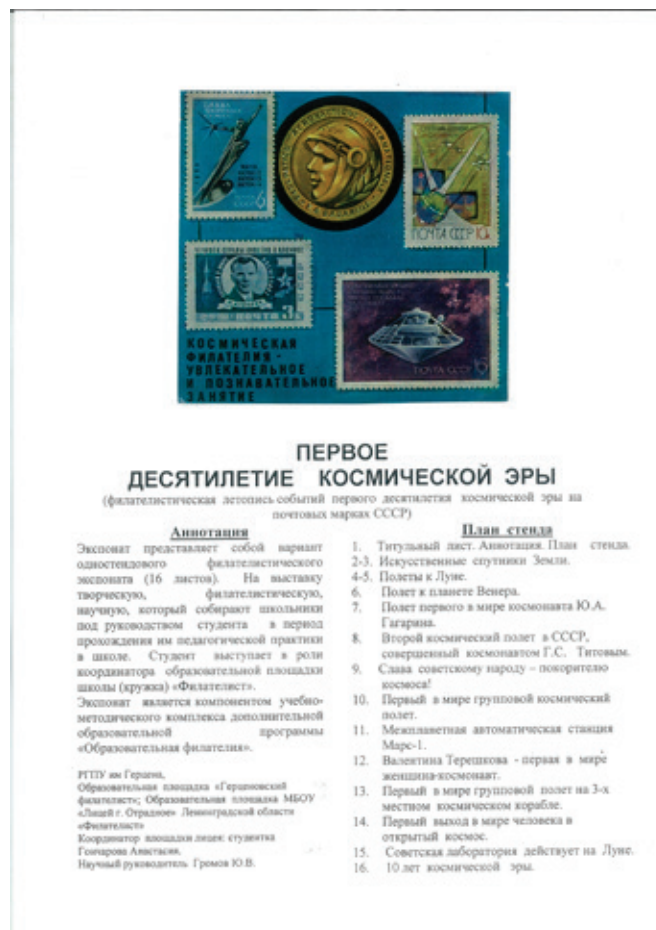 6
ПОЧТА СССР 10к
ПОЧТА 3к
ПОЧТА СССР 16
КОСМИЧЕСКАЯ
ФИЛАТЕЛИЯ -
УВЛЕКАТЕЛЬНОЕ
И ПОЗНАВАТЕЛЬНОЕ
ЗАНЯТИЕ
ПЕРВОЕ
ДЕСЯТИЛЕТИЕ КОСМИЧЕСКОЙ ЭРЫ
(филателистическая летопись событий первого десятилетия космической эры на
почтовых марках СССР)
Аннотация
Экспонат представляет собой вариант
одностендового филателистического
экспоната (16 листов). На выставку
творческую, филателистическую,
научную, который собирают школьники
под руководством студента в период
прохождения им педагогической практики
в школе. Студент выступает в роли
координатора образовательной площадки
школы (кружка) «Филателист».
Экспонат является компонентом учебно-
методического комплекса дополнительной
образовательной программы
«Образовательная филателия».
РГПУ им Герцена,
Образовательная площадка «Герценовский
филателист»; Образовательная площадка МБОУ
«Лицей г. Отрадное» Ленинградской области
«Филателист»
Координатор площадки лицея: студентка
Гончарова Анастасия.
Научный руководитель Громов Ю.В.
План стенда
1. Титульный лист. Аннотация. План стенда.
2-3. Искусственные спутники Земли.
4-5. Полеты к Луне.
6. Полет к планете Венера.
7. Полет первого в мире космонавта Ю.А.
Гагарина.
8. Второй космический полет в СССР,
совершенный космонавтом Г.С. Титовым.
9. Слава советскому народу – покорителю
космоса!
10. Первый в мире групповой космический
полет.
11. Межпланетная автоматическая станция
Марс-1.
12. Валентина Терешкова - первая в мире
женщина-космонавт.
13. Первый в мире групповой полет на 3-х
местном космическом корабле.
14. Первый выход в мире человека в
открытый космос.
15. Советская лаборатория действует на Луне.
16. 10 лет космической эры.